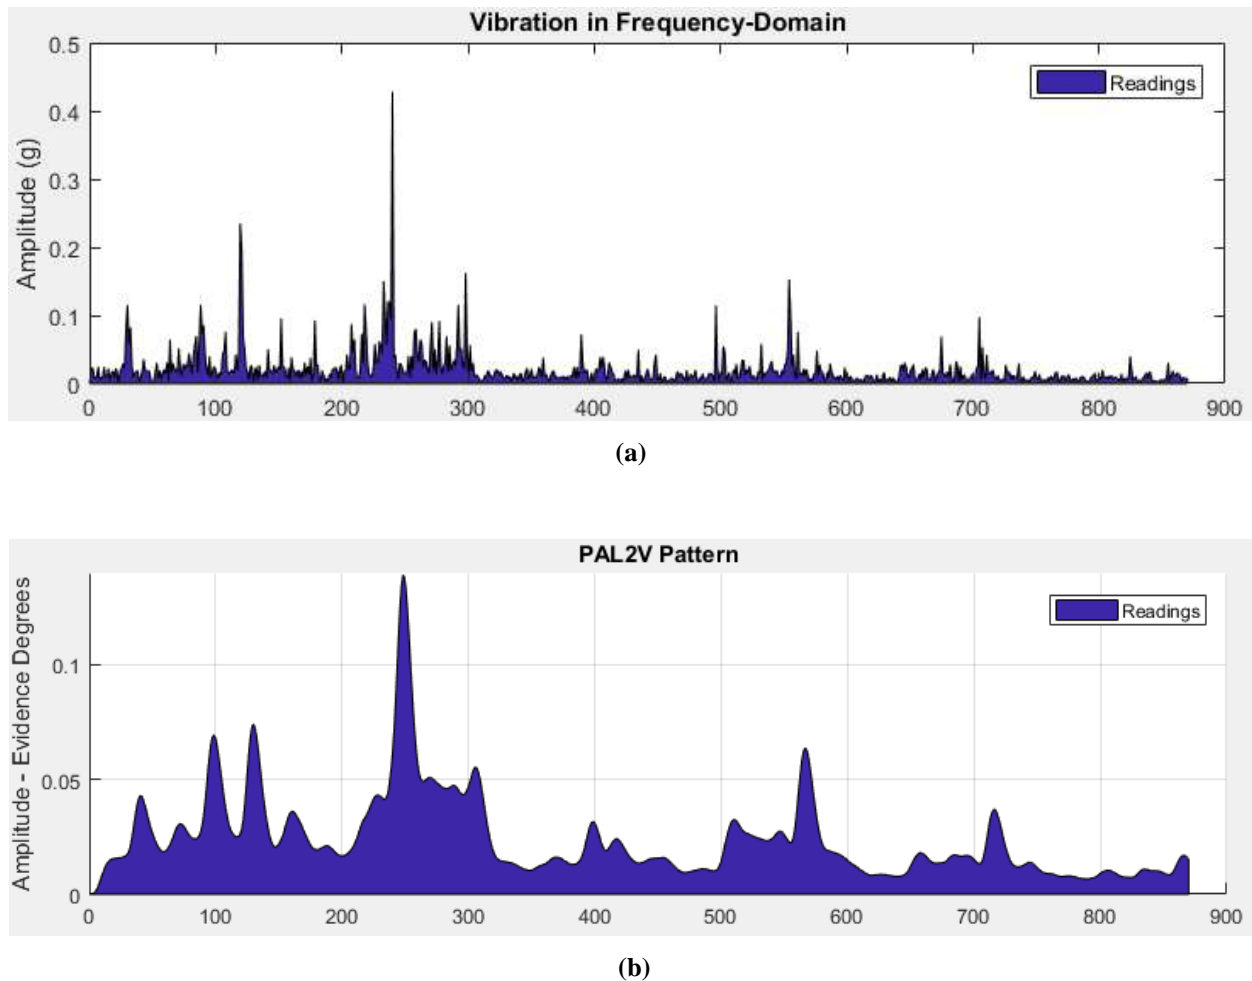 Vibration in Frequency-Domain
0.5
Readings
0.4
0.3
0.2
0.1
0
Amplitude (g)
0 100 200 300 400 500 600 700 800 900
(a)
PAL2V Pattern
Readings
0.1
0.05
0
Amplitude - Evidence Degrees
0 100 200 300 400 500 600 700 800 900
(b)